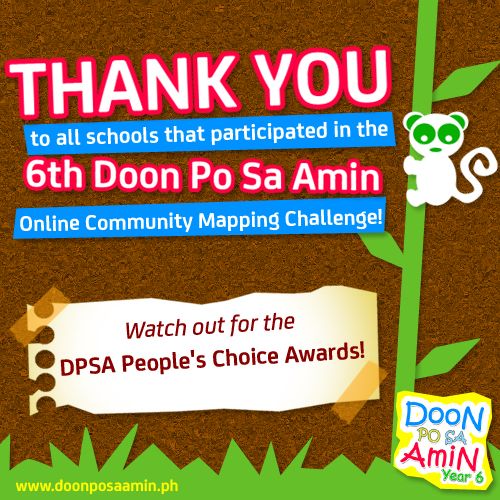 THANK YOU
to all schools that participated in the
6th Doon Po Sa Amin
Online Community Mapping Challenge!
Watch out for the
DPSA People's Choice Awards!
DOON
PO SA
AMIN
Year 6
www.doonposaamin.ph